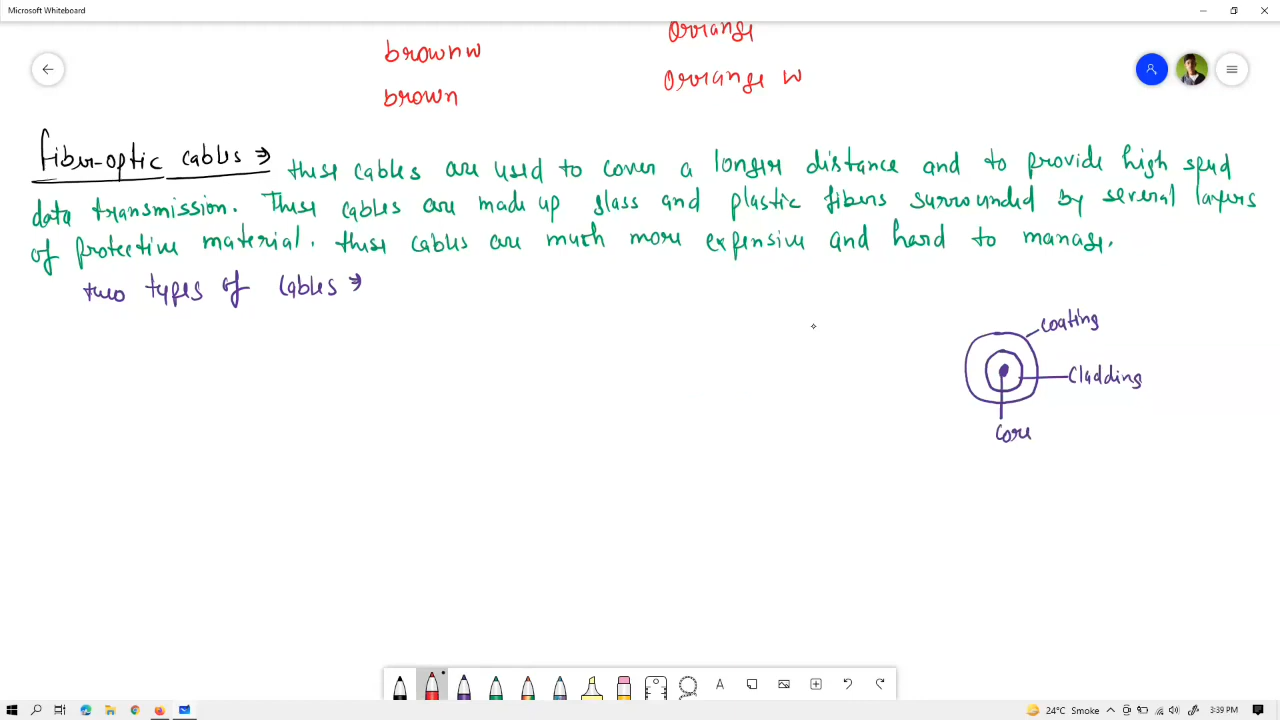 Microsoft Whiteboard
orrange
brown w
orrange w
brown
fiber-optic cables →
these cables are used to cover a longer distance and to provide high speed
data transmission. These cables are made up glass and plastic fibers surrounded by several layers
of protective material. these cables are much more expensive and hard to manage.
two types of cables →
coating
cladding
core
A
24°C Smoke
3:39 PM